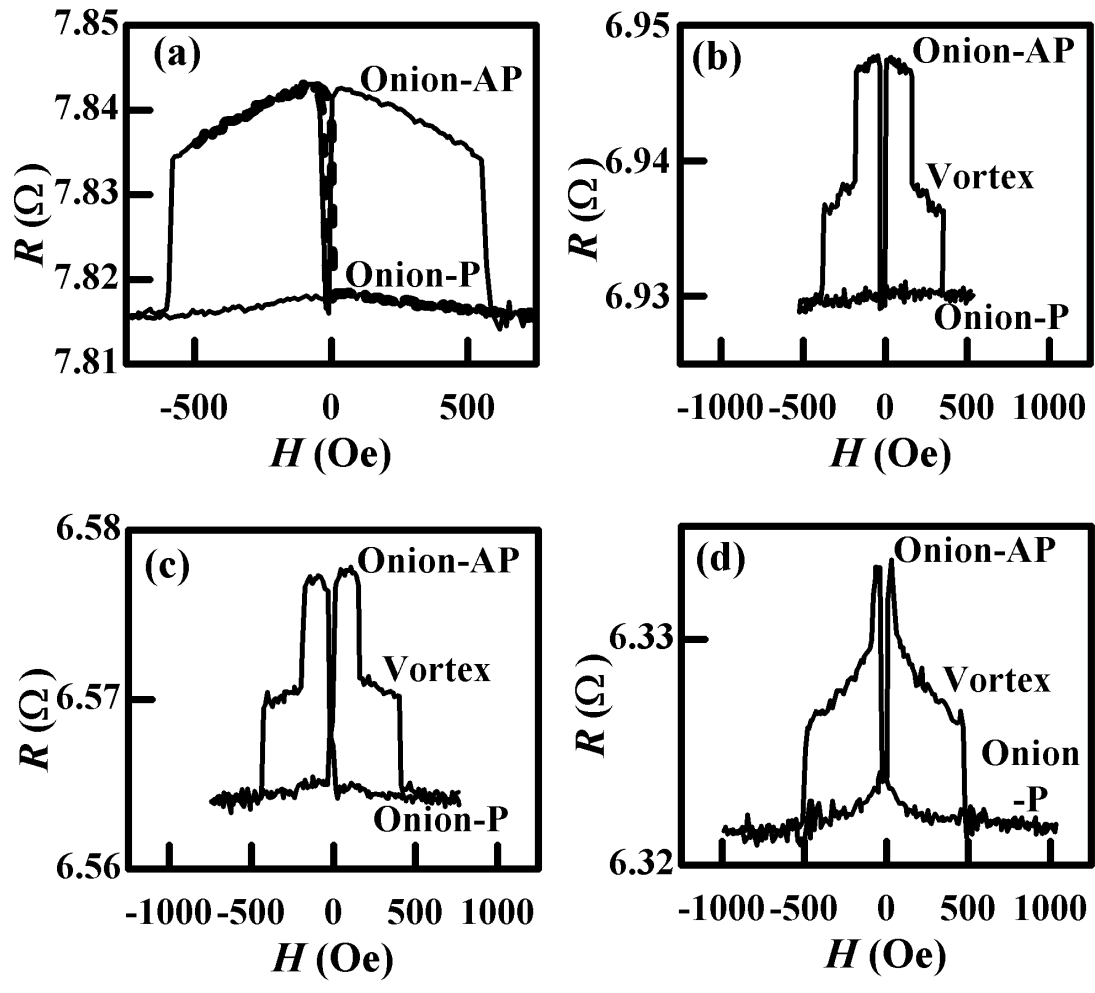 (a)
7.85
7.84
7.83
7.82
7.81
R (Ω)
Onion-AP
Onion-P
-500 0 500
H (Oe)
(b)
6.95
6.94
6.93
R (Ω)
Onion-AP
Vortex
Onion-P
-1000 -500 0 500 1000
H (Oe)
(c)
6.58
6.57
6.56
R (Ω)
Onion-AP
Vortex
Onion-P
-1000 -500 0 500 1000
H (Oe)
(d)
6.33
6.32
R (Ω)
Onion-AP
Vortex
Onion
-P
-1000 -500 0 500 1000
H (Oe)